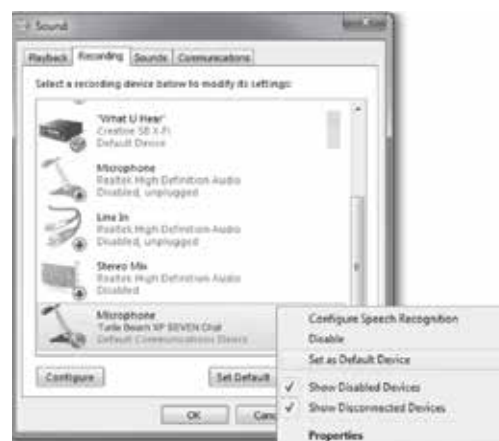 Sound
Playback Recording Sounds Communications
Select a recording device below to modify its settings:
"What U Hear"
Creative SB X-Fi
Default Device
Microphone
Realtek High Definition Audio
Disabled, unplugged
Line In
Realtek High Definition Audio
Disabled, unplugged
Stereo Mix
Realtek High Definition Audio
Disabled
Microphone
Turtle Beach XP SEVEN Chat
Default Communications Device
Configure Set Default
OK Canc
Configure Speech Recognition
Disable
Set as Default Device
Show Disabled Devices
Show Disconnected Devices
Properties